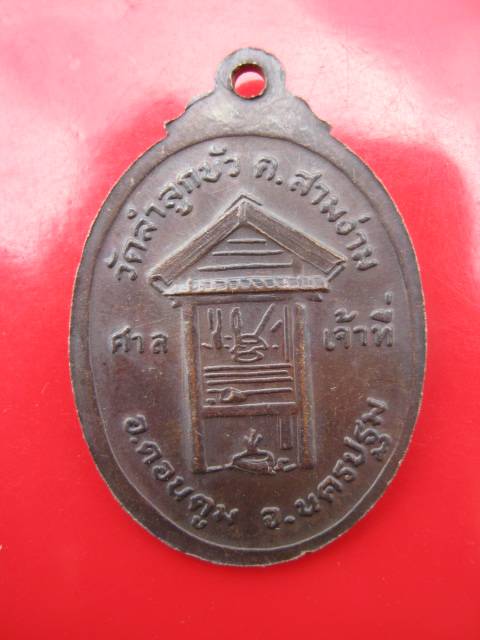 วัดลำลูกบัว ต.สามง่าม
ศาล เจ้าที่
อ.ดอนตูม จ.นครปฐม